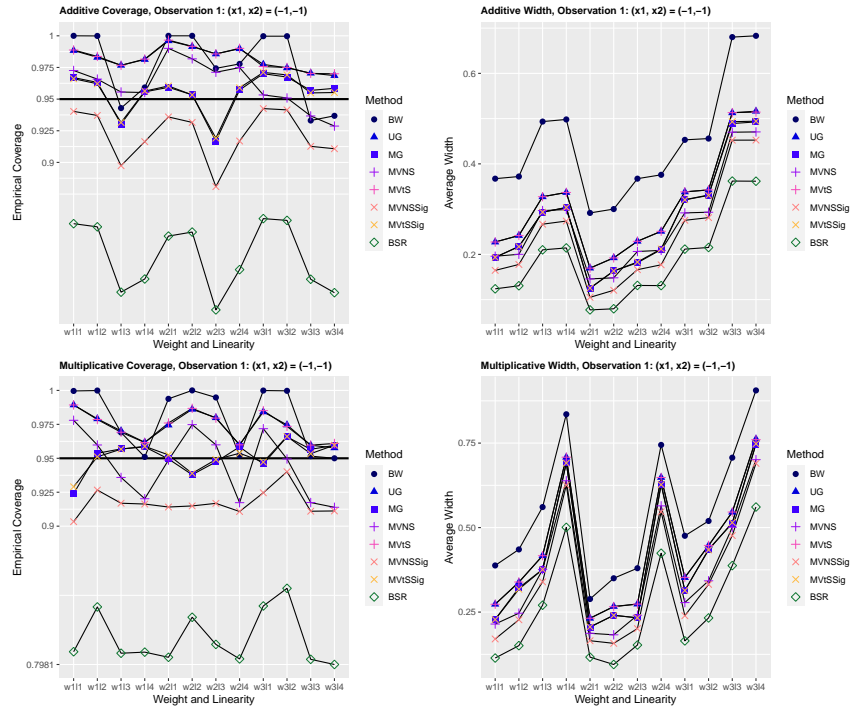 Additive Coverage, Observation 1: (x1, x2) = (−1,−1)
1
0.975
0.95
0.925
0.9
Empirical Coverage
w1l1 w1l2 w1l3 w1l4 w2l1 w2l2 w2l3 w2l4 w3l1 w3l2 w3l3 w3l4
Weight and Linearity
Method
BW
UG
MG
MVNS
MVtS
MVNSSig
MVtSSig
BSR
Additive Width, Observation 1: (x1, x2) = (−1,−1)
0.6
0.4
0.2
Average Width
w1l1 w1l2 w1l3 w1l4 w2l1 w2l2 w2l3 w2l4 w3l1 w3l2 w3l3 w3l4
Weight and Linearity
Method
BW
UG
MG
MVNS
MVtS
MVNSSig
MVtSSig
BSR
Multiplicative Coverage, Observation 1: (x1, x2) = (−1,−1)
1
0.975
0.95
0.925
0.9
0.7981
Empirical Coverage
w1l1 w1l2 w1l3 w1l4 w2l1 w2l2 w2l3 w2l4 w3l1 w3l2 w3l3 w3l4
Weight and Linearity
Method
BW
UG
MG
MVNS
MVtS
MVNSSig
MVtSSig
BSR
Multiplicative Width, Observation 1: (x1, x2) = (−1,−1)
0.75
0.50
0.25
Average Width
w1l1 w1l2 w1l3 w1l4 w2l1 w2l2 w2l3 w2l4 w3l1 w3l2 w3l3 w3l4
Weight and Linearity
Method
BW
UG
MG
MVNS
MVtS
MVNSSig
MVtSSig
BSR